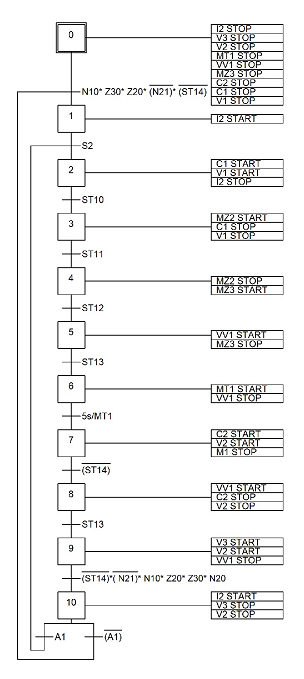 0
I2 STOP
V3 STOP
V2 STOP
MT1 STOP
VV1 STOP
MZ3 STOP
C2 STOP
C1 STOP
V1 STOP
N10* Z30* Z20* (N21)* (ST14)
1
I2 START
S2
2
C1 START
V1 START
I2 STOP
ST10
3
MZ2 START
C1 STOP
V1 STOP
ST11
4
MZ2 STOP
MZ3 START
ST12
5
VV1 START
MZ3 STOP
ST13
6
MT1 START
VV1 STOP
5s/MT1
7
C2 START
V2 START
M1 STOP
(ST14)
8
VV1 START
C2 STOP
V2 STOP
ST13
9
V3 START
V2 START
VV1 STOP
(ST14)*( N21)* N10* Z20* Z30* N20
10
I2 START
V3 STOP
V2 STOP
A1 (A1)